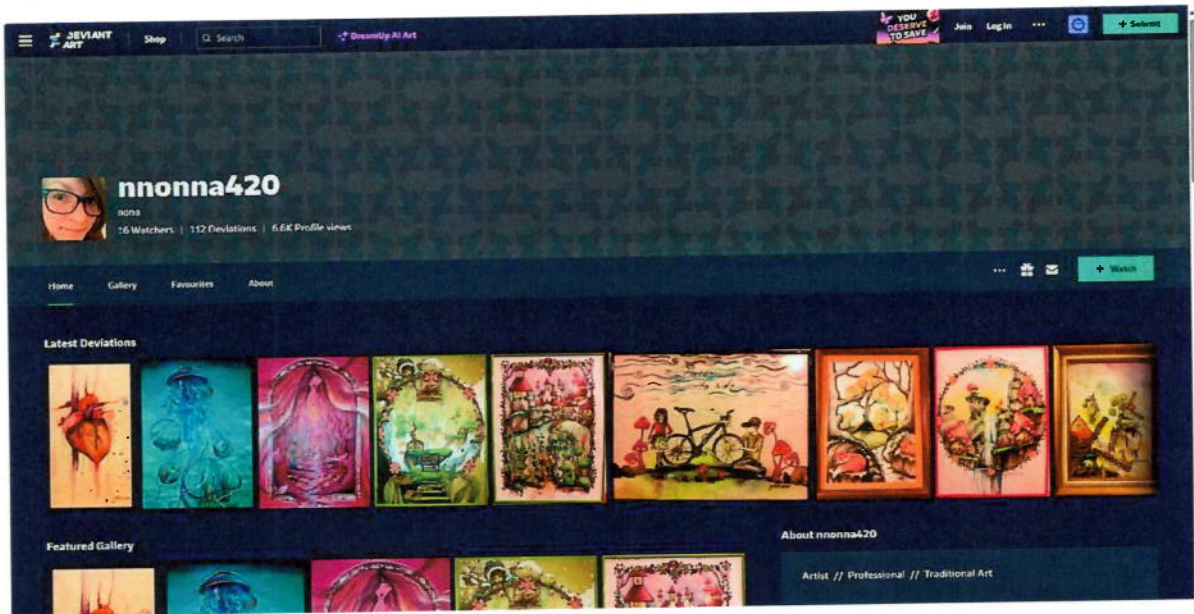 DEVIANT ART
Shop
Search
DreamUp AI Art
YOU DESERVE TO SAVE
Join
Log In
+ Submit
nnonna420
nona
16 Watchers | 112 Deviations | 6.6K Profile views
+ Watch
Home
Gallery
Favourites
About
Latest Deviations
Featured Gallery
About nnonna420
Artist // Professional // Traditional Art